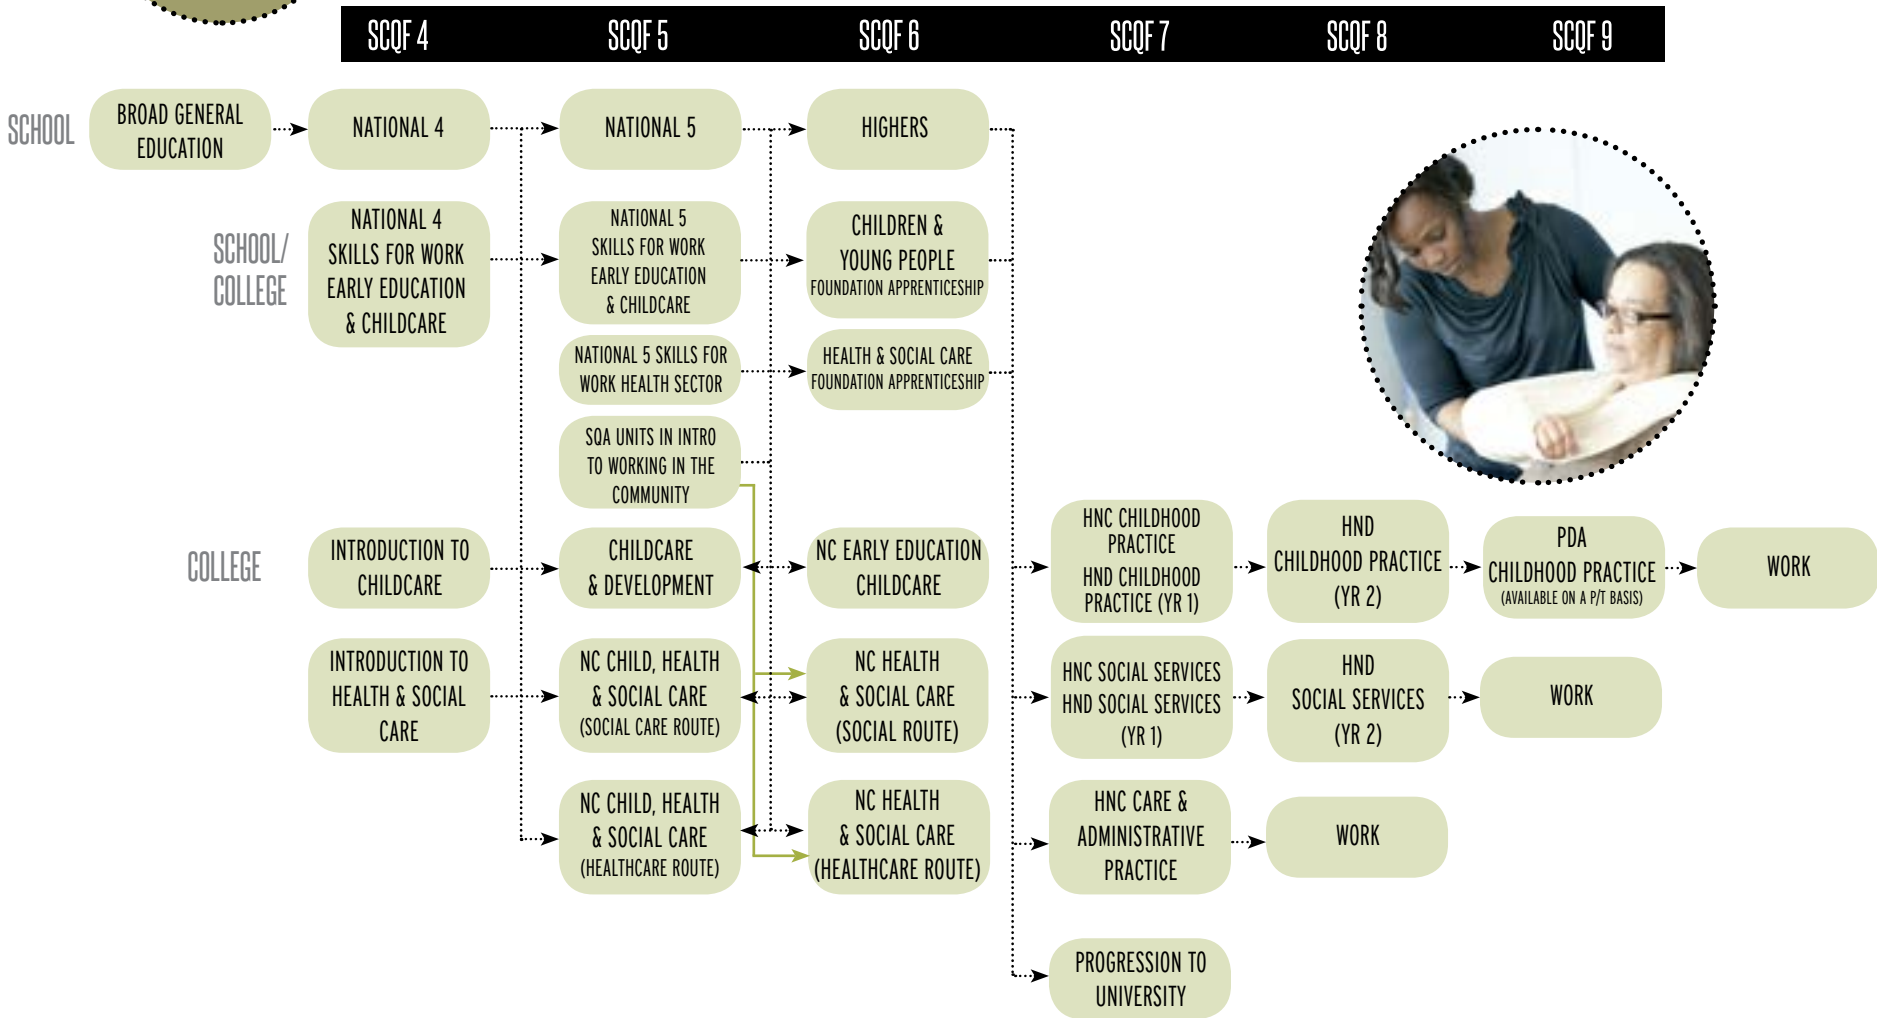 SCQF 4
SCQF 5
SCQF 6
SCQF 7
SCQF 8
SCQF 9
SCHOOL
BROAD GENERAL
EDUCATION
NATIONAL 4
NATIONAL 5
HIGHERS
SCHOOL/
COLLEGE
NATIONAL 4
SKILLS FOR WORK
EARLY EDUCATION
& CHILDCARE
NATIONAL 5
SKILLS FOR WORK
EARLY EDUCATION
& CHILDCARE
CHILDREN &
YOUNG PEOPLE
FOUNDATION APPRENTICESHIP
NATIONAL 5 SKILLS FOR
WORK HEALTH SECTOR
HEALTH & SOCIAL CARE
FOUNDATION APPRENTICESHIP
SQA UNITS IN INTRO
TO WORKING IN THE
COMMUNITY
COLLEGE
INTRODUCTION TO
CHILDCARE
CHILDCARE
& DEVELOPMENT
NC EARLY EDUCATION
CHILDCARE
HNC CHILDHOOD
PRACTICE
HND CHILDHOOD
PRACTICE (YR 1)
HND
CHILDHOOD PRACTICE
(YR 2)
PDA
CHILDHOOD PRACTICE
(AVAILABLE ON A P/T BASIS)
WORK
INTRODUCTION TO
HEALTH & SOCIAL
CARE
NC CHILD, HEALTH
& SOCIAL CARE
(SOCIAL CARE ROUTE)
NC HEALTH
& SOCIAL CARE
(SOCIAL ROUTE)
HNC SOCIAL SERVICES
HND SOCIAL SERVICES
(YR 1)
HND
SOCIAL SERVICES
(YR 2)
WORK
NC CHILD, HEALTH
& SOCIAL CARE
(HEALTHCARE ROUTE)
NC HEALTH
& SOCIAL CARE
(HEALTHCARE ROUTE)
HNC CARE &
ADMINISTRATIVE
PRACTICE
WORK
PROGRESSION TO
UNIVERSITY